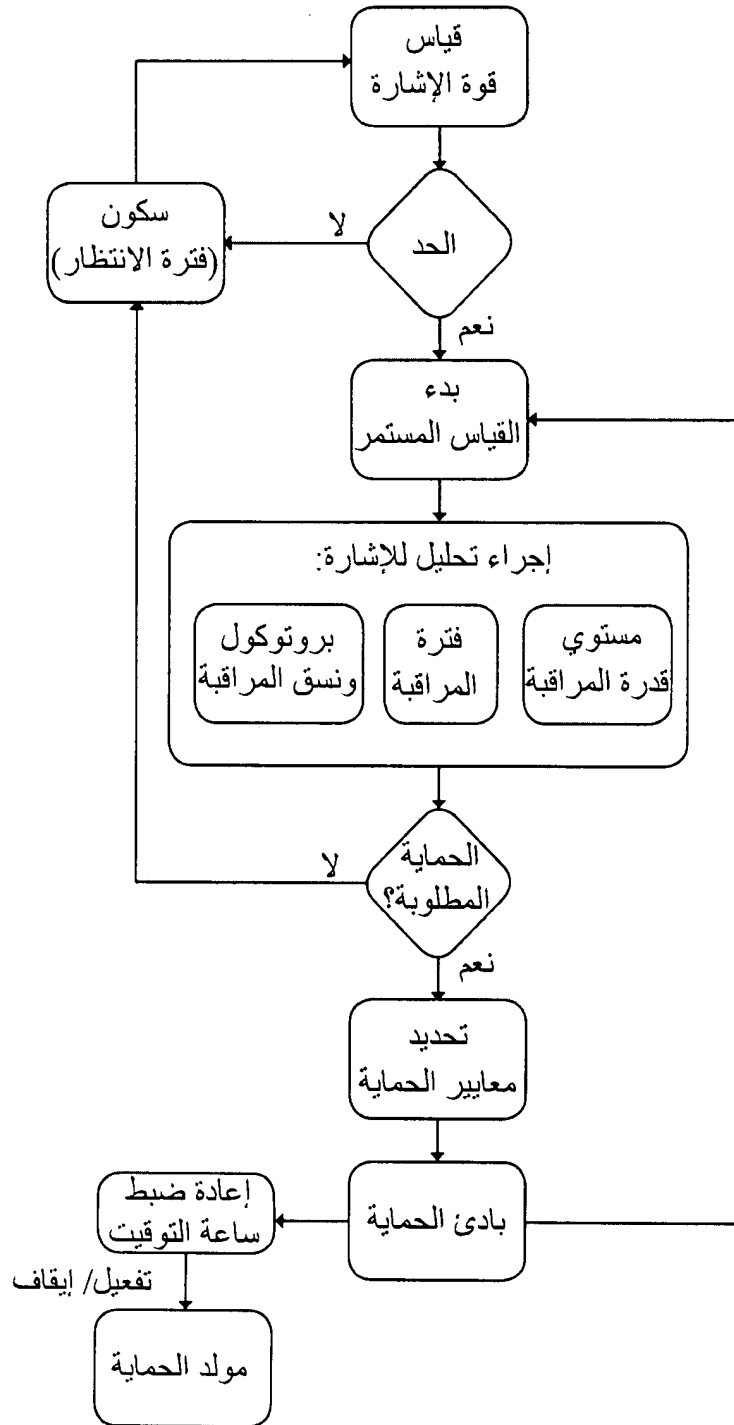 قياس
قوة الإشارة
الحد
لا
سكون
(فترة الانتظار)
نعم
بدء
القياس المستمر
إجراء تحليل للإشارة:
مستوي
قدرة المراقبة
فترة
المراقبة
بروتوكول
ونسق المراقبة
الحماية
المطلوبة؟
لا
نعم
تحديد
معايير الحماية
بادئ الحماية
إعادة ضبط
ساعة التوقيت
تفعيل/ إيقاف
مولد الحماية